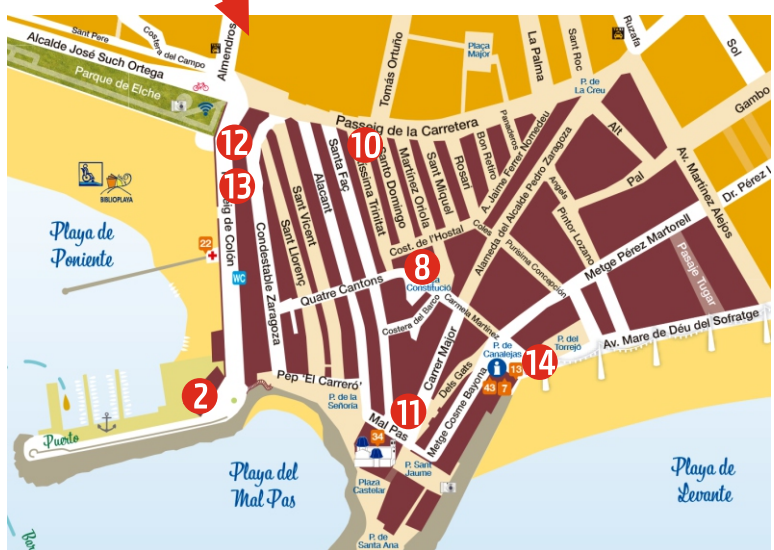 Sant Pere
Costera del Campo
Alcalde José Such Ortega
Parque de Elche
Almendros
Tomás Ortuño
Plaça
Major
La Palma
Sant Roc
Ruzafa
Sol
P. de
La Creu
Gambo
Passeig de la Carretera
12
13
10
Santa Faç
Alacant
Sant Vicent
Sant Llorenç
Condestable Zaragoza
Santo Domingo
Martínez Oriola
Sant Miquel
Rosari
Bon Retiro
Panaderos
A. Jaime Ferrer Nomedeu
Alameda del Alcalde Pedro Zaragoza
Alt
Pal
Angels
Pintor Lozano
Av. Martínez Alejos
Dr. Pérez L
Metge Pérez Martorell
Pasaje Tugar
BIBLIOPLAYA
Playa de
Poniente
22
WC
de Colón
Cost. de l'Hostal
Coles
Purísima Concepción
8
Constitució
Quatre Cantons
Costera del Barco
Carmela Martínez
Carrer Major
Dels Gats
P. de
Canalejas
13
14
43
7
P. del
Torrejó
Av. Mare de Déu del Sofratge
Metge Cosme Bayona
2
Pep 'El Carreró'
P. de la
Señoría
11
Mal Pas
34
P. Sant
Jaume
Plaza
Castelar
P. de
Santa Ana
Puerto
Playa del
Mal Pas
Playa de
Levante